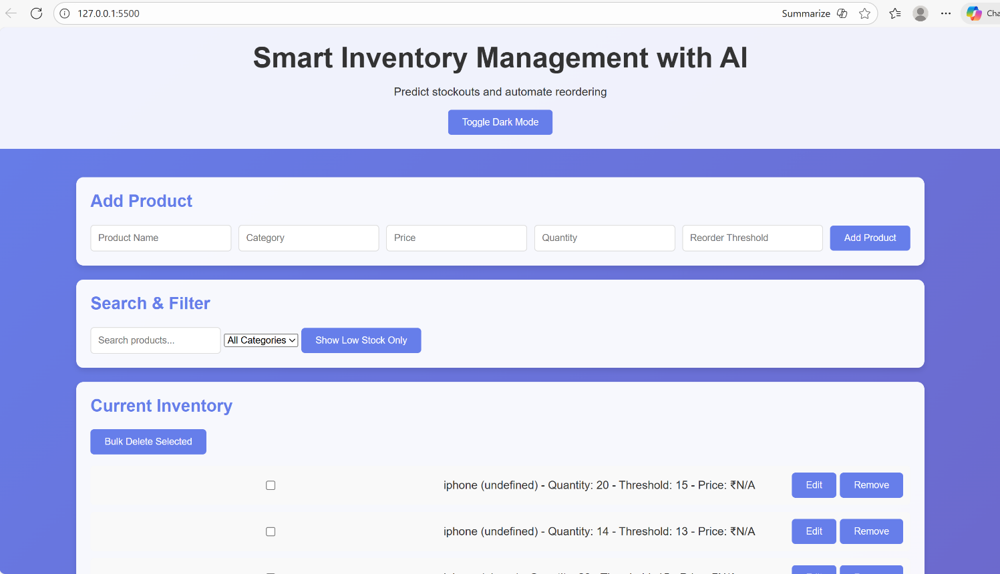 127.0.0.1:5500
Summarize
Smart Inventory Management with AI
Predict stockouts and automate reordering
Toggle Dark Mode
Add Product
Product Name
Category
Price
Quantity
Reorder Threshold
Add Product
Search & Filter
Search products...
All Categories
Show Low Stock Only
Current Inventory
Bulk Delete Selected
iphone (undefined) - Quantity: 20 - Threshold: 15 - Price: ₹N/A
Edit
Remove
iphone (undefined) - Quantity: 14 - Threshold: 13 - Price: ₹N/A
Edit
Remove